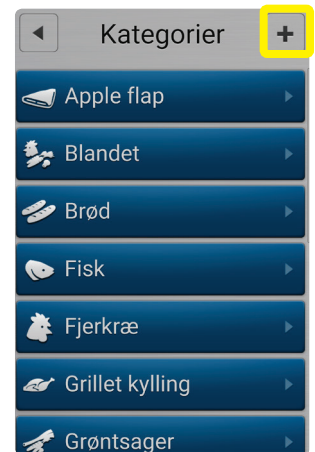 Kategorier
Apple flap
Blandet
Brød
Fisk
Fjerkræ
Grillet kylling
Grøntsager